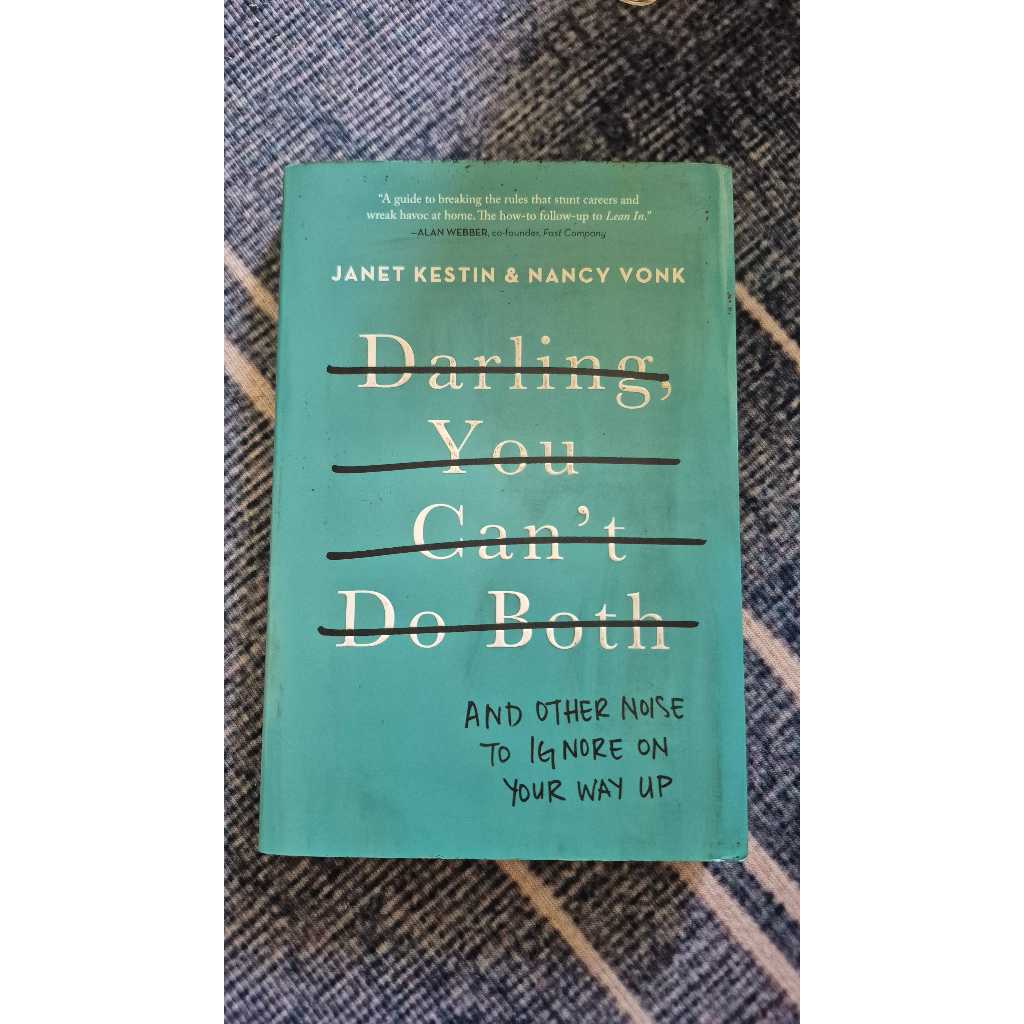 “A guide to breaking the rules that stunt careers and
wreak havoc at home. The how-to follow-up to Lean In.”
—ALAN WEBBER, co-founder, Fast Company
JANET KESTIN & NANCY VONK
Darling,
You
Can’t
Do Both
AND OTHER NOISE
TO IGNORE ON
YOUR WAY UP